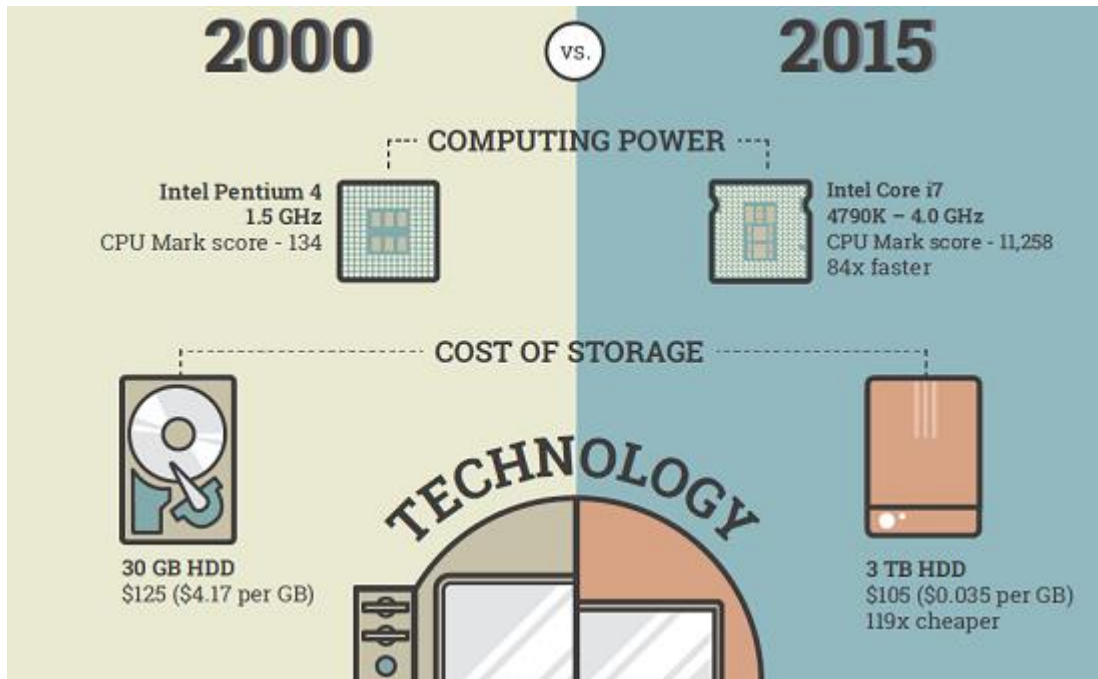 2000
vs.
2015
COMPUTING POWER
Intel Pentium 4
1.5 GHz
CPU Mark score - 134
Intel Core i7
4790K – 4.0 GHz
CPU Mark score - 11,258
84x faster
COST OF STORAGE
TECHNOLOGY
30 GB HDD
$125 ($4.17 per GB)
3 TB HDD
$105 ($0.035 per GB)
119x cheaper